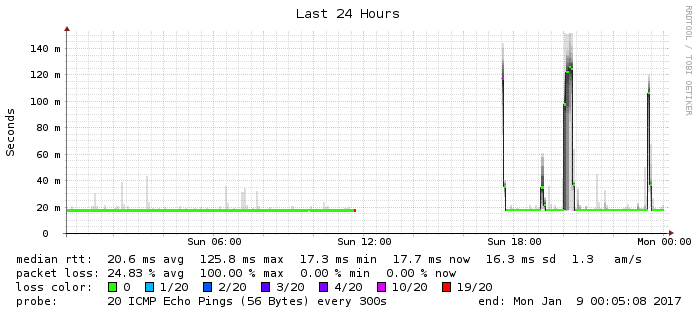 Last 24 Hours
RRDTOOL / TOBI OETIKER
Seconds
140 m
120 m
100 m
80 m
60 m
40 m
20 m
0
Sun 06:00 Sun 12:00 Sun 18:00 Mon 00:00
median rtt: 20.6 ms avg 125.8 ms max 17.3 ms min 17.7 ms now 16.3 ms sd 1.3 am/s
packet loss: 24.83 % avg 100.00 % max 0.00 % min 0.00 % now
loss color: 0 1/20 2/20 3/20 4/20 10/20 19/20
probe: 20 ICMP Echo Pings (56 Bytes) every 300s end: Mon Jan 9 00:05:08 2017